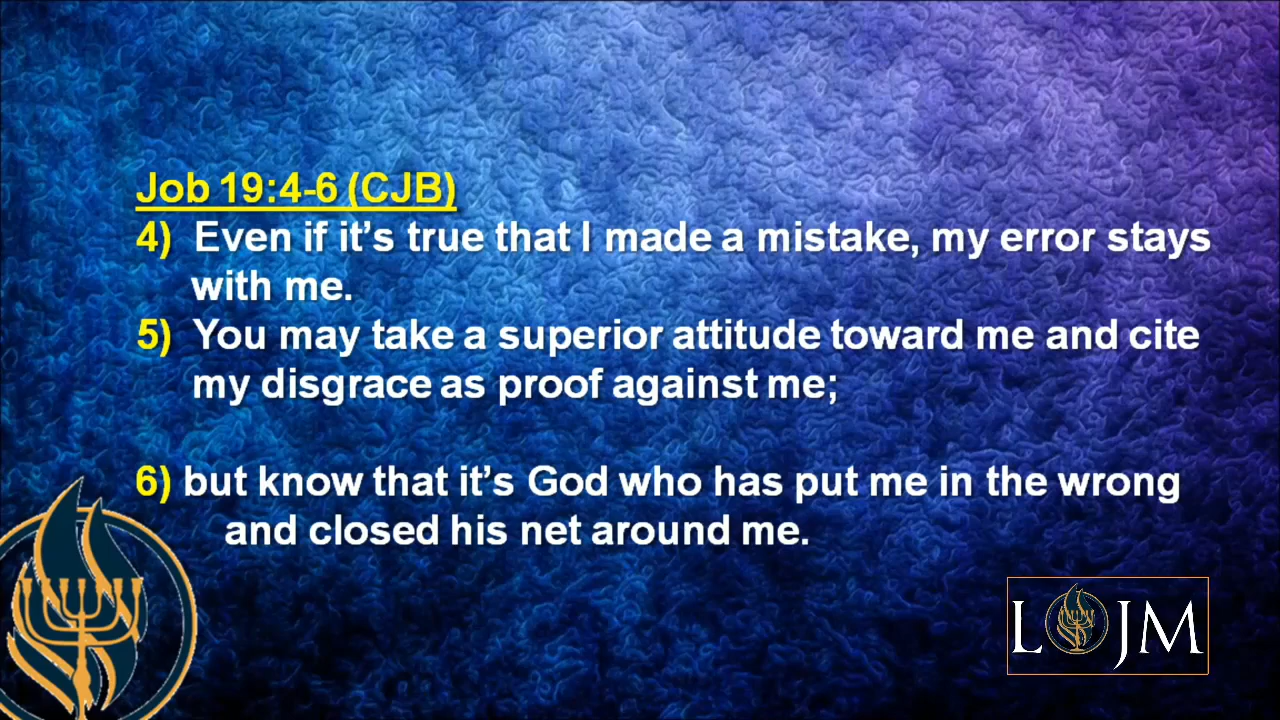 Job 19:4-6 (CJB)
4) Even if it’s true that I made a mistake, my error stays
with me.
5) You may take a superior attitude toward me and cite
my disgrace as proof against me;
6) but know that it’s God who has put me in the wrong
and closed his net around me.
LOJM